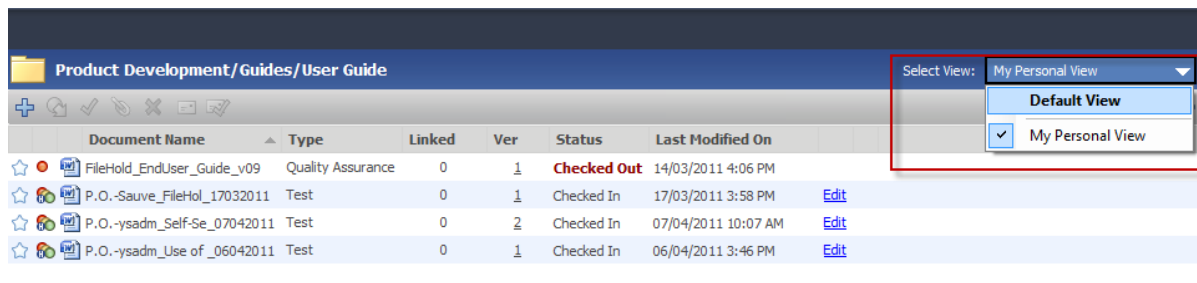 Product Development/Guides/User Guide
Select View: My Personal View
Default View
My Personal View
Document Name Type Linked Ver Status Last Modified On
FileHold_EndUser_Guide_v09 Quality Assurance 0 1 Checked Out 14/03/2011 4:06 PM
P.O.-Sauve_FileHol_17032011 Test 0 1 Checked In 17/03/2011 3:58 PM Edit
P.O.-ysadm_Self-Se_07042011 Test 0 2 Checked In 07/04/2011 10:07 AM Edit
P.O.-ysadm_Use of _06042011 Test 0 1 Checked In 06/04/2011 3:46 PM Edit